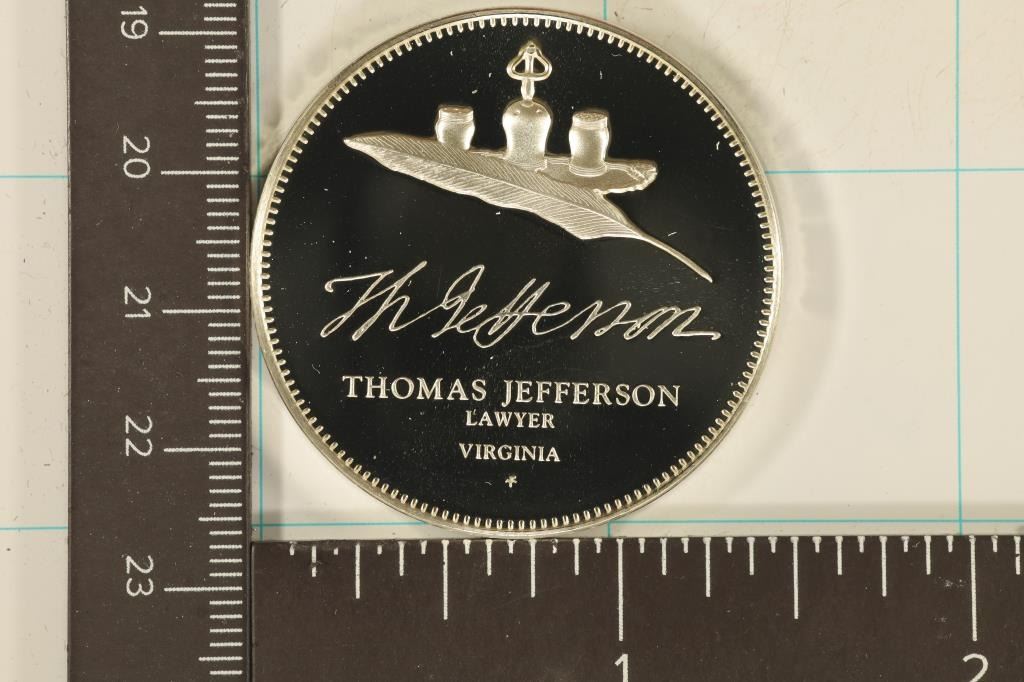 19
20
21
22
23
Th Jefferson
THOMAS JEFFERSON
LAWYER
VIRGINIA
1
2